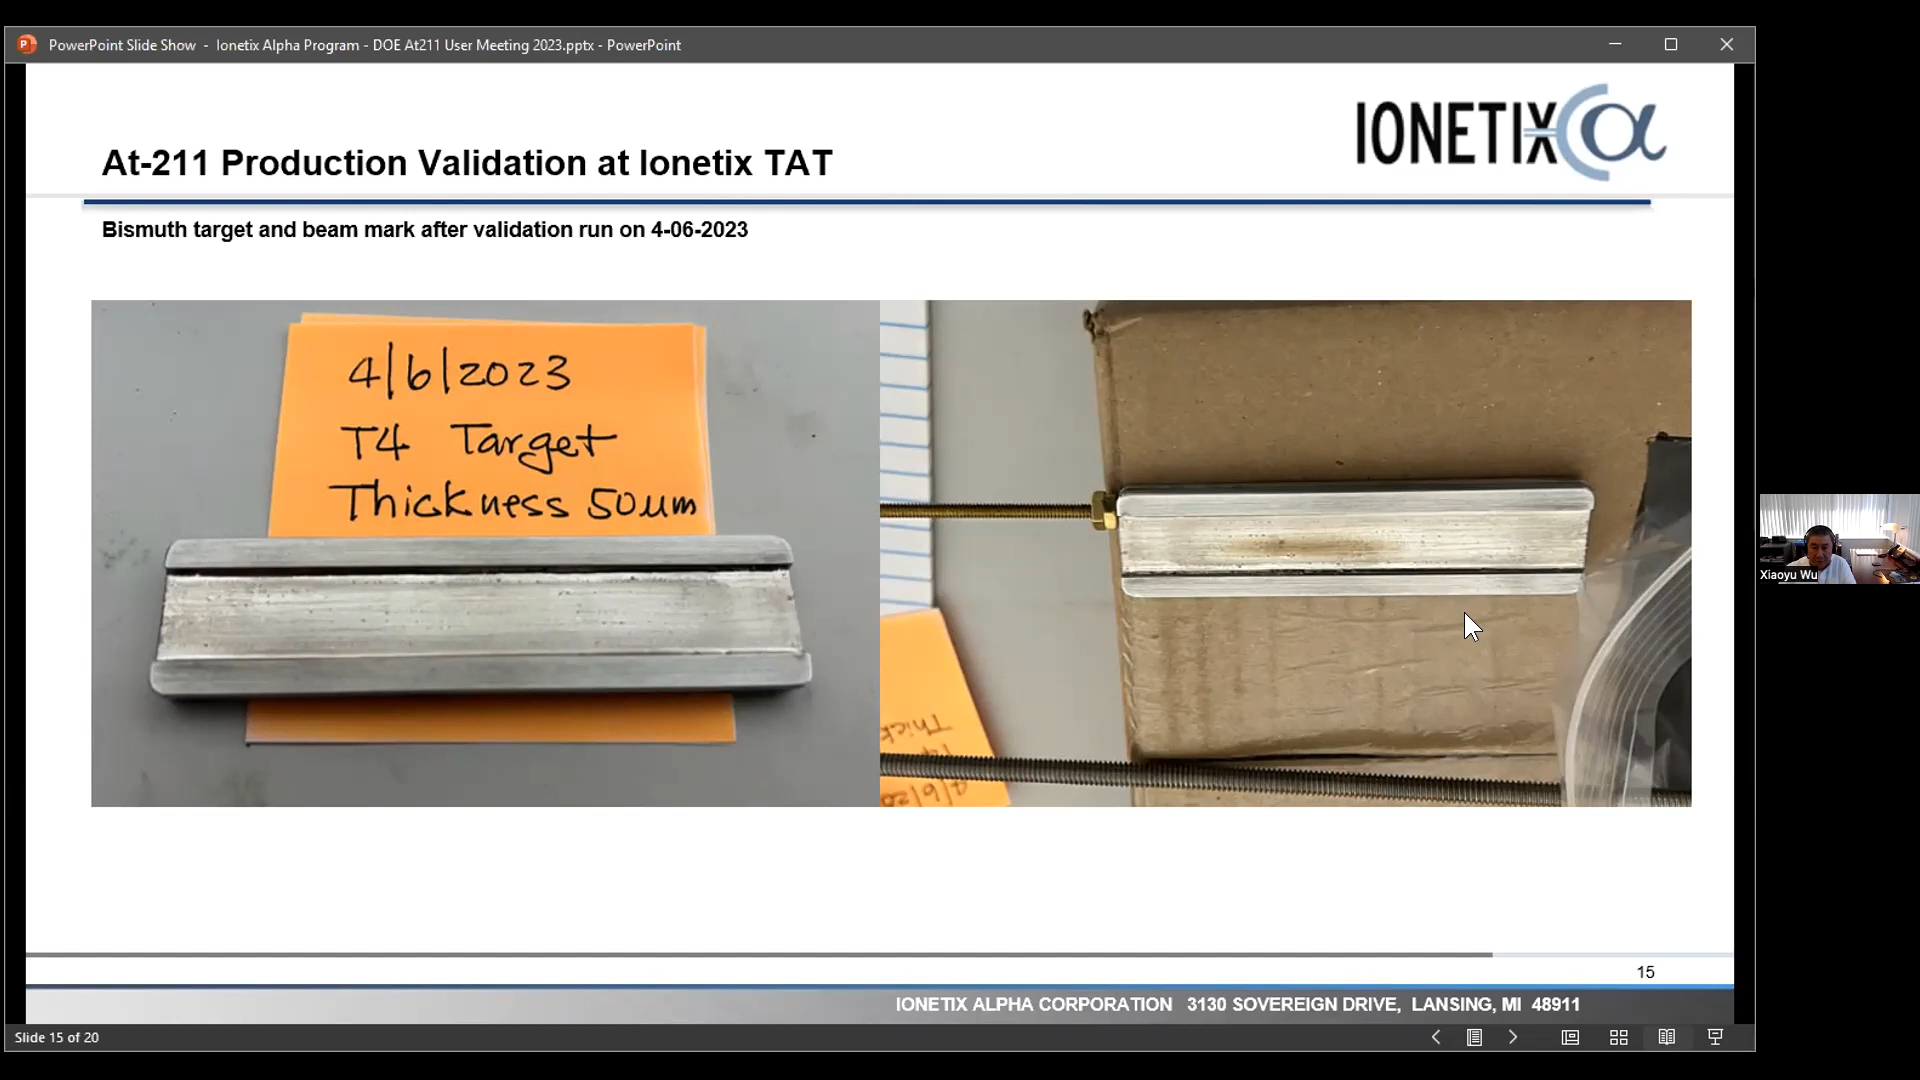 PowerPoint Slide Show - Ionetix Alpha Program - DOE At211 User Meeting 2023.pptx - PowerPoint
IONETIXα
At-211 Production Validation at Ionetix TAT
Bismuth target and beam mark after validation run on 4-06-2023
4/6/2023
T4 Target
Thickness 50um
Thick
Xiaoyu Wu
15
IONETIX ALPHA CORPORATION 3130 SOVEREIGN DRIVE, LANSING, MI 48911
Slide 15 of 20